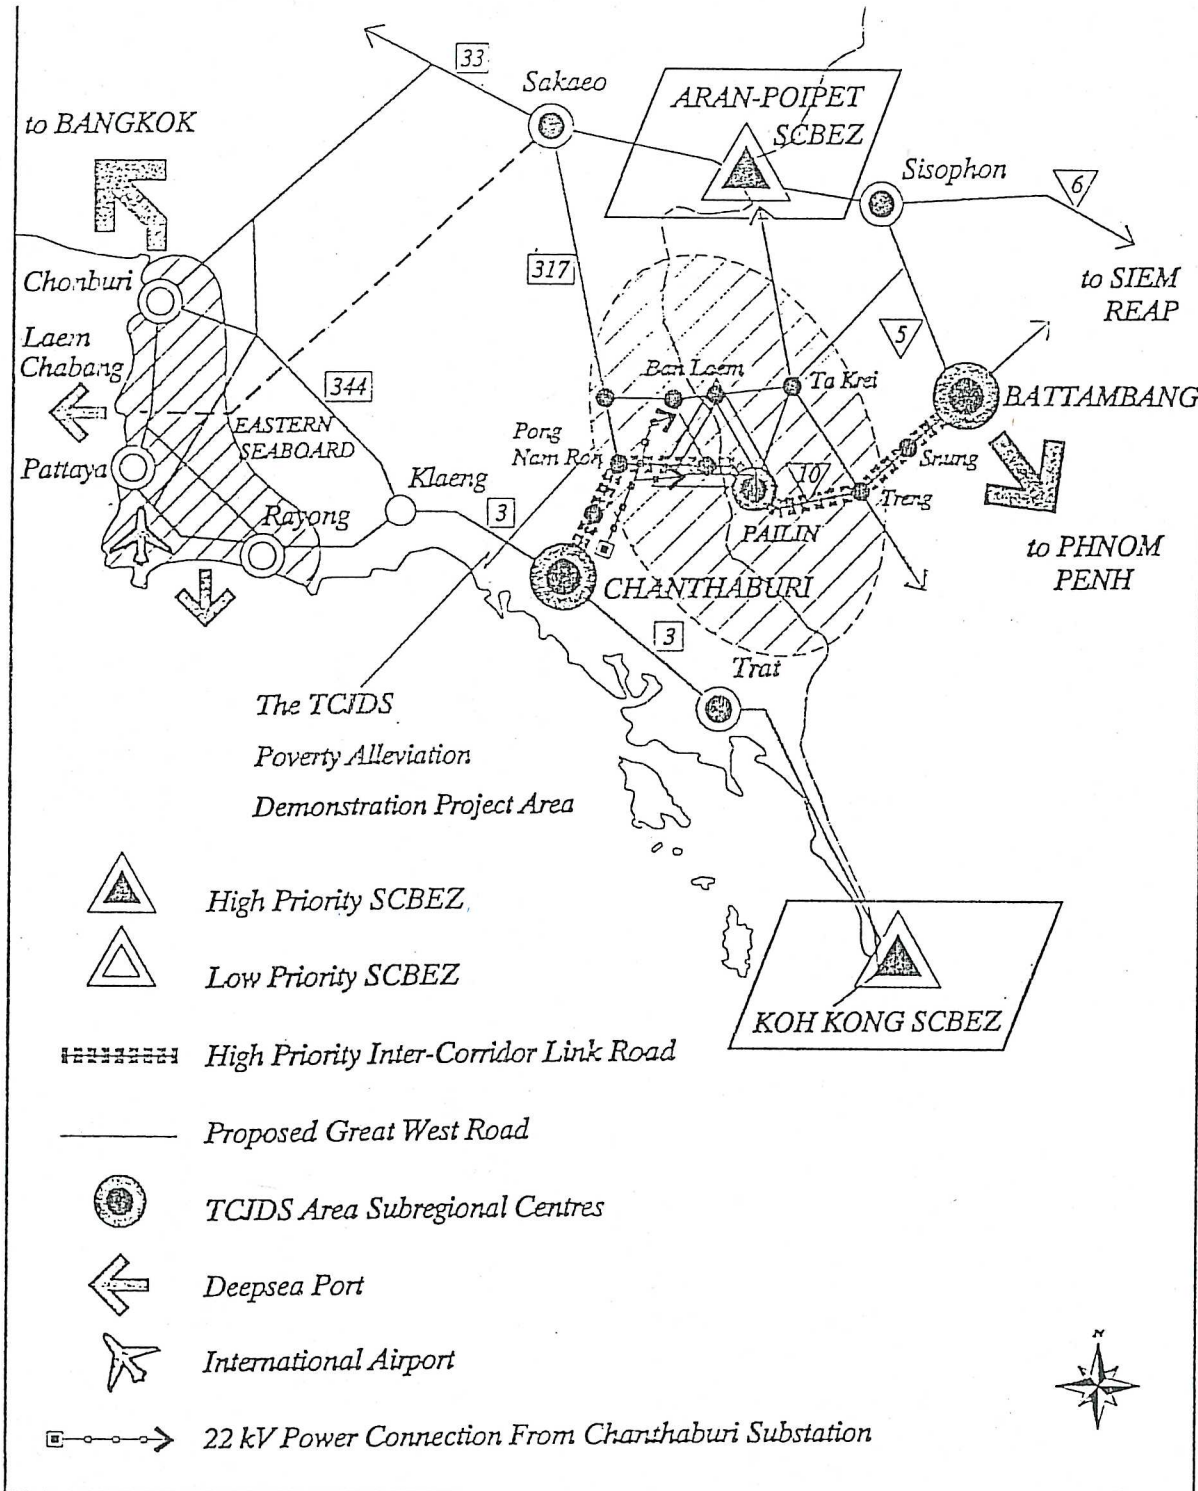 33
Sakaeo
ARAN-POIPET
SCBEZ
to BANGKOK
Sisophon
6
317
to SIEM
REAP
Chonburi
Laem
Chabang
344
5
Ban Laem
Ta Krei
BATTAMBANG
EASTERN
SEABOARD
Pong
Nam Ron
Snung
Pattaya
Klaeng
10
Treng
Rayong
3
PAILIN
to PHNOM
PENH
CHANTHABURI
3
Trat
The TCJDS
Poverty Alleviation
Demonstration Project Area
High Priority SCBEZ
Low Priority SCBEZ
KOH KONG SCBEZ
High Priority Inter-Corridor Link Road
Proposed Great West Road
TCJDS Area Subregional Centres
Deepsea Port
International Airport
N
22 kV Power Connection From Chanthaburi Substation